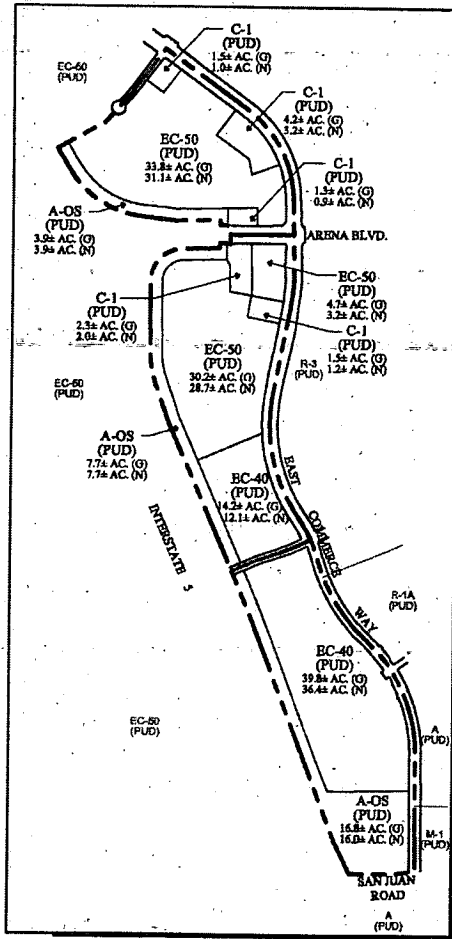 C-1
(PUD)
1.5± AC. (G)
1.0± AC. (N)
EC-60
(PUD)
C-1
(PUD)
4.2± AC. (G)
3.2± AC. (N)
EC-50
(PUD)
33.8± AC. (G)
31.1± AC. (N)
C-1
(PUD)
1.3± AC. (G)
0.9± AC. (N)
A-OS
(PUD)
3.9± AC. (G)
3.9± AC. (N)
ARENA BLVD.
EC-50
(PUD)
4.7± AC. (G)
3.2± AC. (N)
C-1
(PUD)
2.3± AC. (G)
2.0± AC. (N)
C-1
(PUD)
1.5± AC. (G)
1.2± AC. (N)
EC-50
(PUD)
30.2± AC. (G)
28.7± AC. (N)
R-3
(PUD)
EC-60
(PUD)
A-OS
(PUD)
7.7± AC. (G)
7.7± AC. (N)
EAST
COMMERCE
WAY
EC-40
(PUD)
14.2± AC. (G)
12.1± AC. (N)
INTERSTATE 5
R-1A
(PUD)
EC-40
(PUD)
39.8± AC. (G)
36.4± AC. (N)
EC-50
(PUD)
A
(PUD)
A-OS
(PUD)
16.8± AC. (G)
16.0± AC. (N)
M-1
(PUD)
SAN JUAN
ROAD
A
(PUD)